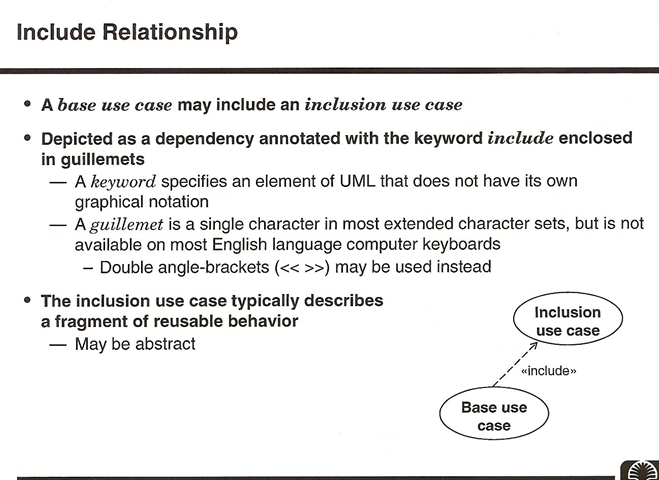 Include Relationship
• A base use case may include an inclusion use case
• Depicted as a dependency annotated with the keyword include enclosed
in guillemets
— A keyword specifies an element of UML that does not have its own
graphical notation
— A guillemet is a single character in most extended character sets, but is not
available on most English language computer keyboards
– Double angle-brackets (<< >>) may be used instead
• The inclusion use case typically describes
a fragment of reusable behavior
— May be abstract
Inclusion
use case
«include»
Base use
case